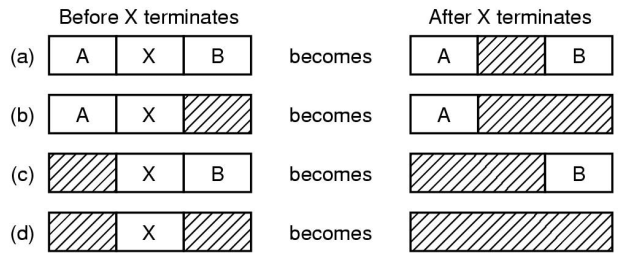 Before X terminates After X terminates
(a) A X B becomes A B
(b) A X becomes A
(c) X B becomes B
(d) X becomes